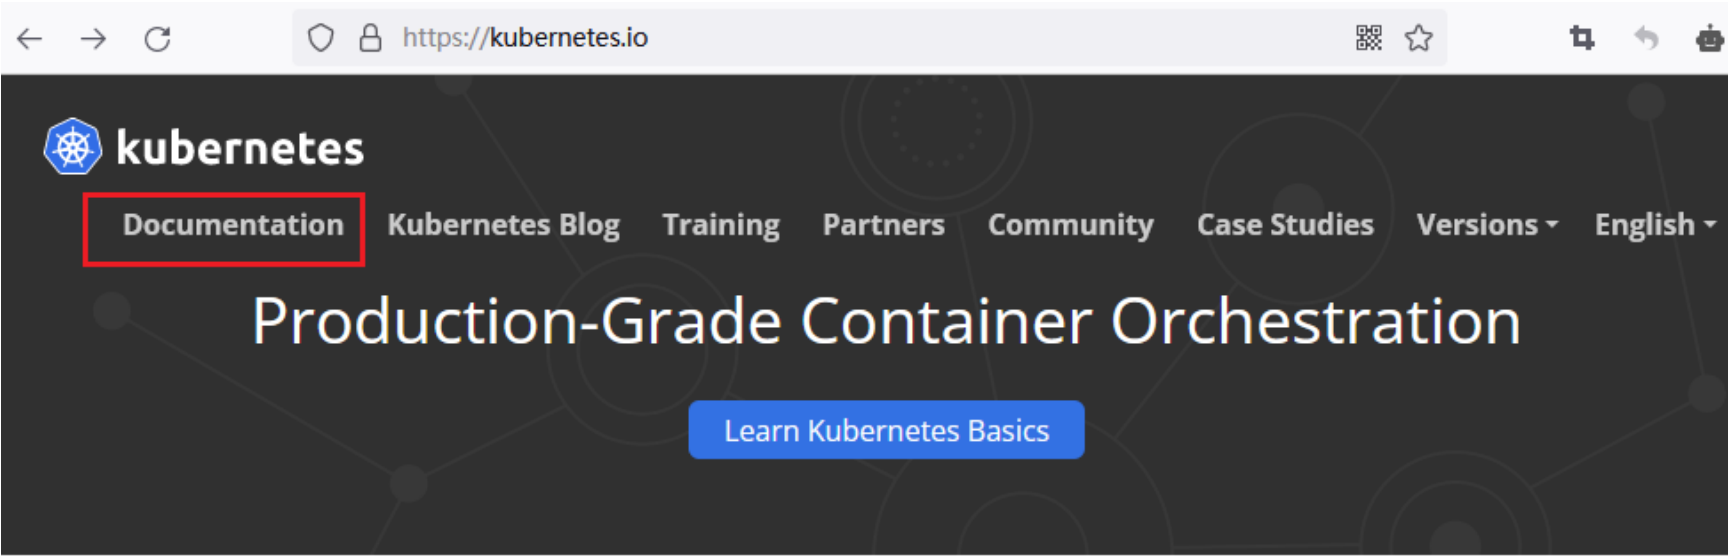 https://kubernetes.io
kubernetes
Documentation Kubernetes Blog Training Partners Community Case Studies Versions English
Production-Grade Container Orchestration
Learn Kubernetes Basics